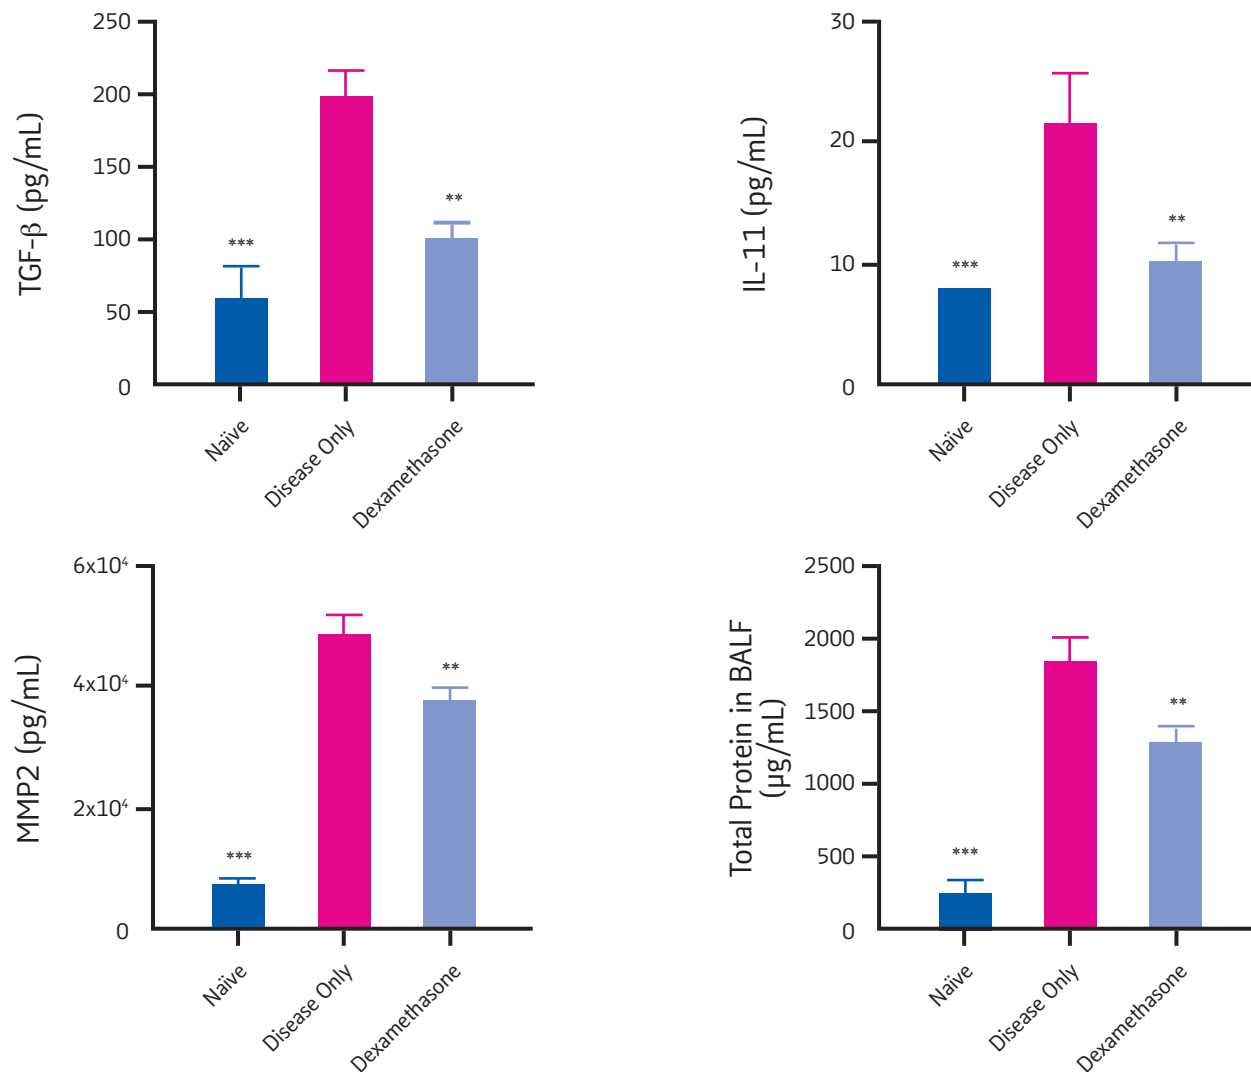 TGF-β (pg/mL)
250
200
150
100
50
0
***
**
Naïve
Disease Only
Dexamethasone
IL-11 (pg/mL)
30
20
10
0
***
**
Naïve
Disease Only
Dexamethasone
MMP2 (pg/mL)
6x10⁴
4x10⁴
2x10⁴
0
***
**
Naïve
Disease Only
Dexamethasone
Total Protein in BALF
(µg/mL)
2500
2000
1500
1000
500
0
***
**
Naïve
Disease Only
Dexamethasone